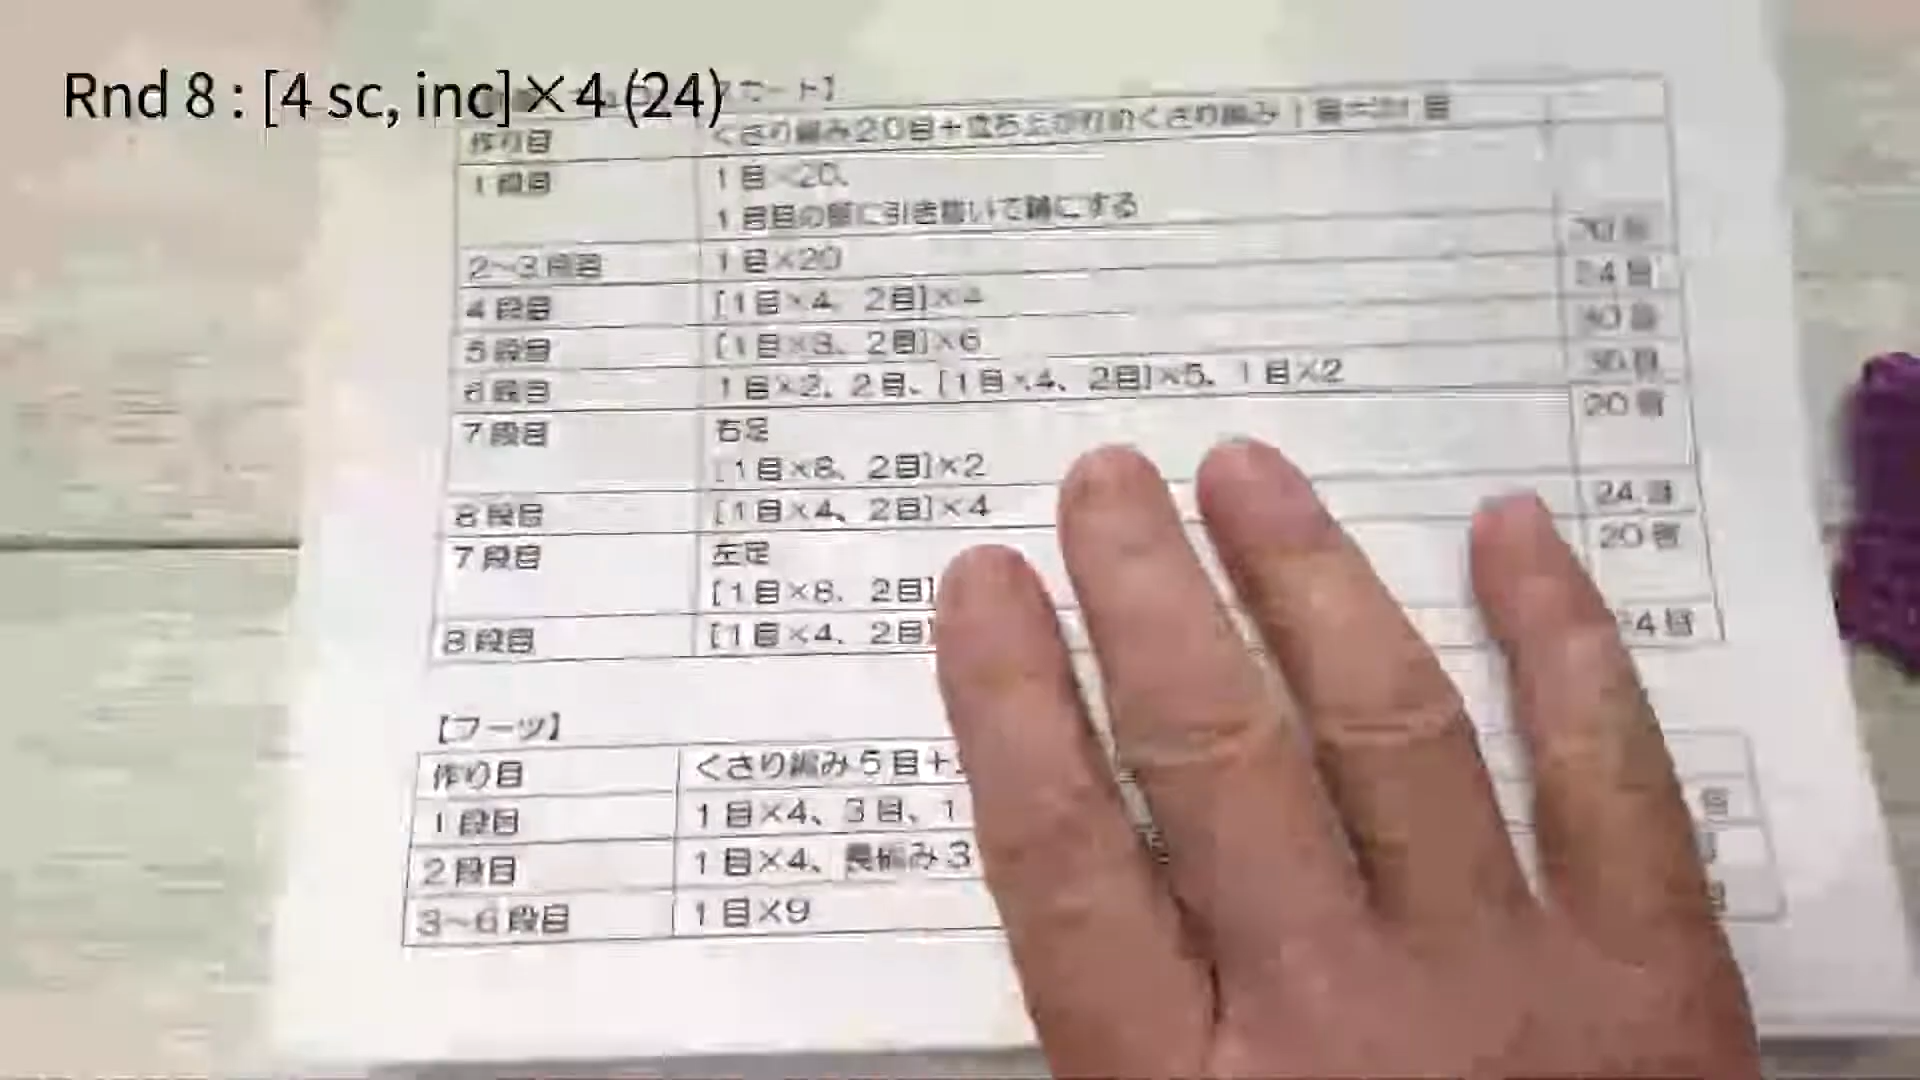 Rnd 8 : [4 sc, inc]×4 (24)
作り目 くさり編み20目+立ち上がりのくさり編み1目=21目
1段目 1目×20、
1目目の頭に引き抜いて輪にする
20目
2~3段目 1目×20
4段目 [1目×4、2目]×4 24目
5段目 [1目×3、2目]×6 30目
6段目 1目×2、2目、[1目×4、2目]×5、1目×2 36目
7段目 右足 20目
[1目×8、2目]×2
8段目 [1目×4、2目]×4 24目
7段目 左足 20目
[1目×8、2目]
8段目 [1目×4、2目] 24目
【ブーツ】
作り目 くさり編み5目+
1段目 1目×4、3目、1
2段目 1目×4、長編み3
3~6段目 1目×9